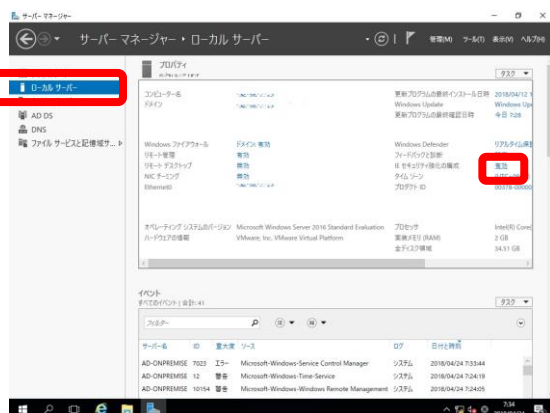 サーバー マネージャー
サーバー マネージャー ・ ローカル サーバー
管理(M) ツール(T) 表示(V) ヘルプ(H)
プロパティ
タスク
ローカル サーバー
AD DS
DNS
ファイル サービスと記憶域サ...
コンピューター名
ドメイン
更新プログラムの最終インストール日時 2018/04/12 1
Windows Update Windows Upd
更新プログラムの最終確認日時 今日 7:28
Windows ファイアウォール ドメイン: 有効
リモート管理 有効
リモート デスクトップ 無効
NIC チーミング 無効
Ethernet0
Windows Defender リアルタイム保護
フィードバックと診断
IE セキュリティ強化の構成 有効
タイム ゾーン
プロダクト ID 00378-00000
オペレーティング システムのバージョン Microsoft Windows Server 2016 Standard Evaluation
ハードウェアの情報 VMware, Inc. VMware Virtual Platform
プロセッサ Intel(R) Core(
実装メモリ (RAM) 2 GB
全ディスク領域 34.51 GB
イベント
すべてのイベント | 合計: 41
タスク
フィルター
サーバー名 ID 重大度 ソース ログ 日付と時刻
AD-ONPREMISE 7023 エラー Microsoft-Windows-Service Control Manager システム 2018/04/24 7:33:44
AD-ONPREMISE 12 警告 Microsoft-Windows-Time-Service システム 2018/04/24 7:24:19
AD-ONPREMISE 10154 警告 Microsoft-Windows-Windows Remote Management システム 2018/04/24 7:24:05
7:34